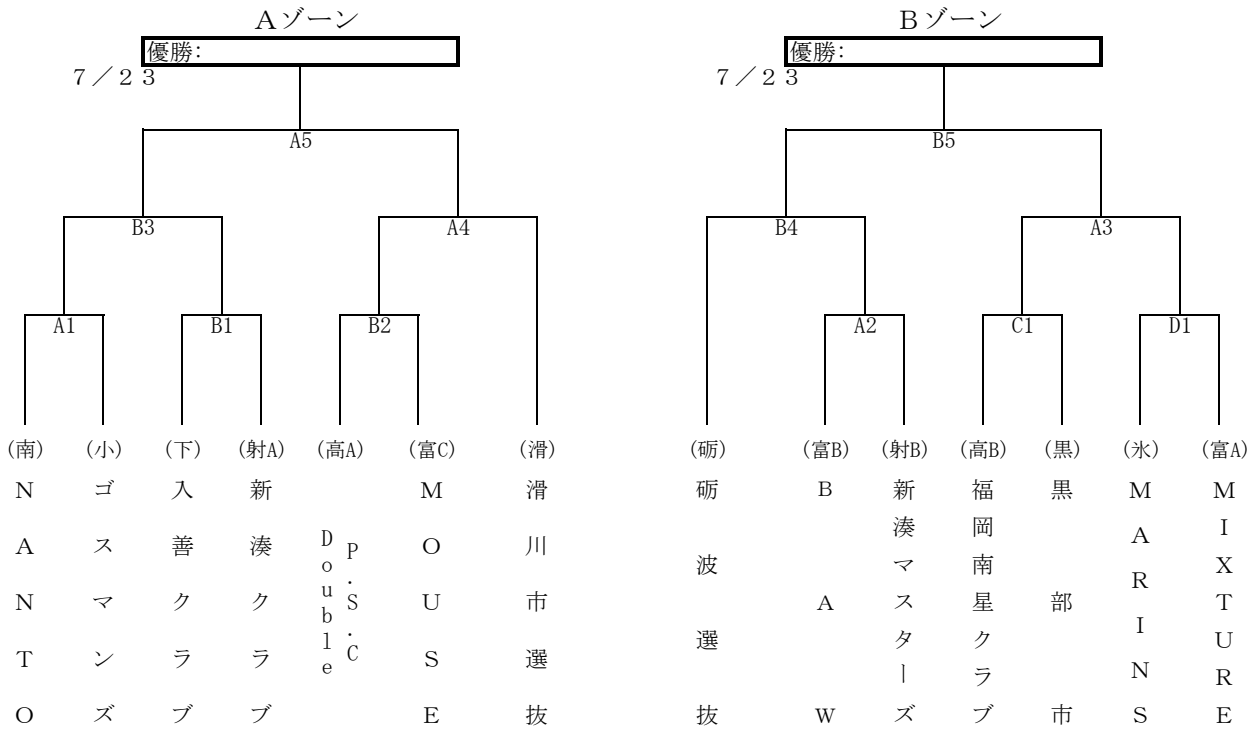 Aゾーン
優勝：
７／２３
A5
B3
A4
A1
B1
B2
(南)
(小)
(下)
(射A)
(高A)
(富C)
(滑)
ＮＡＮＴＯ
ゴスマンズ
入善クラブ
新湊クラブ
P.S.C
Double
ＭＯＵＳＥ
滑川市選抜
Bゾーン
優勝：
７／２３
B5
B4
A3
A2
C1
D1
(砺)
(富B)
(射B)
(高B)
(黒)
(氷)
(富A)
砺波選抜
ＢＡＷ
新湊マスターズ
福岡南星クラブ
黒部市
ＭＡＲＩＮＳ
ＭＩＸＴＵＲＥ